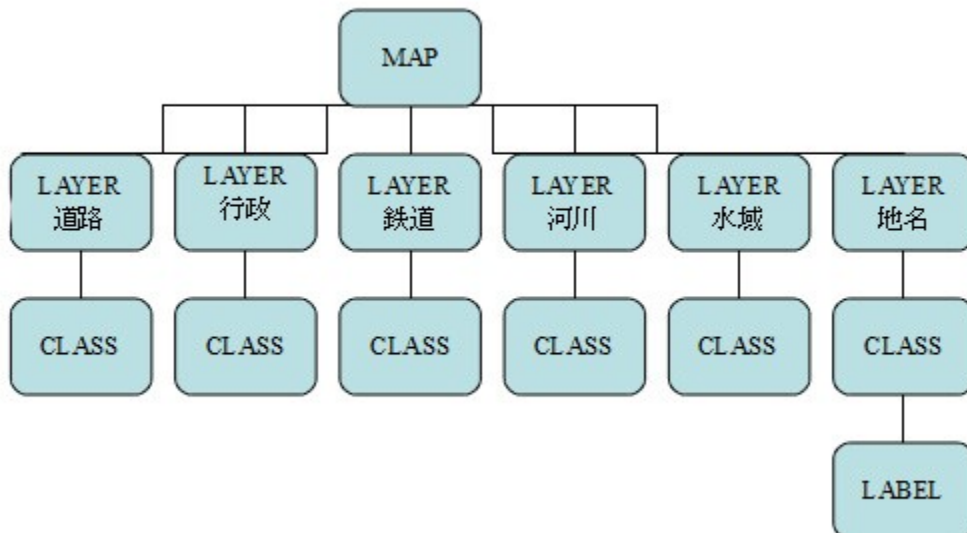 MAP
LAYER
道路
LAYER
行政
LAYER
鉄道
LAYER
河川
LAYER
水域
LAYER
地名
CLASS
CLASS
CLASS
CLASS
CLASS
CLASS
LABEL